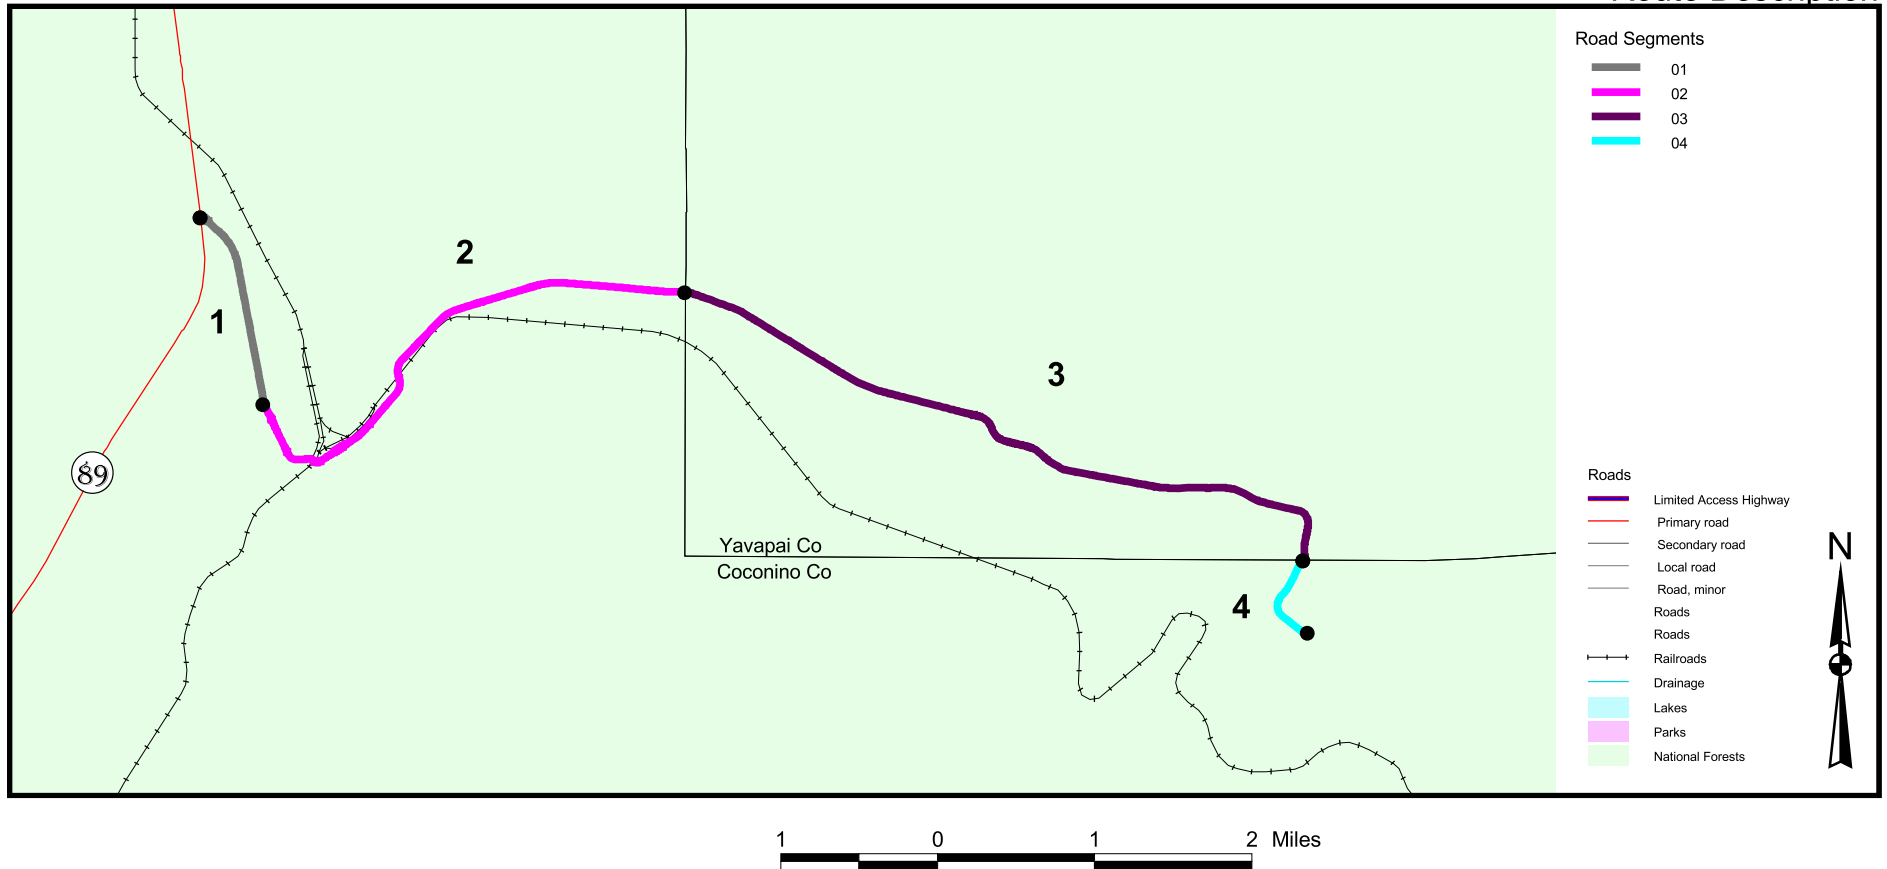 Route Description
Road Segments
01
02
03
04
2
1
3
89
Yavapai Co
Coconino Co
4
Roads
Limited Access Highway
Primary road
Secondary road
Local road
Road, minor
Roads
Roads
Railroads
Drainage
Lakes
Parks
National Forests
N
1 0 1 2 Miles